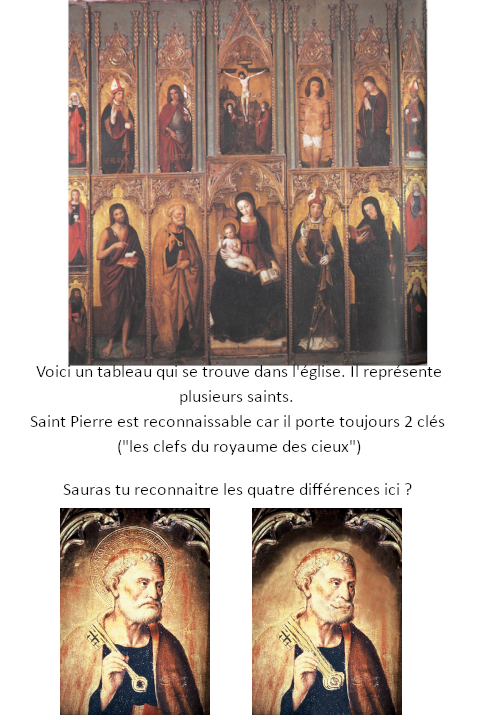 Voici un tableau qui se trouve dans l'église. Il représente
plusieurs saints.
Saint Pierre est reconnaissable car il porte toujours 2 clés
("les clefs du royaume des cieux")
Sauras tu reconnaitre les quatre différences ici ?